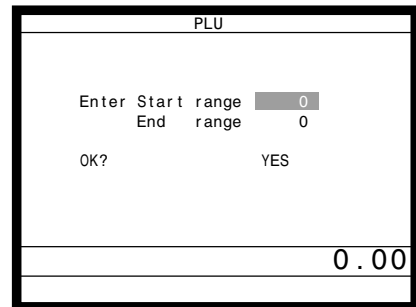 PLU
Enter Start range 0
End range 0
OK? YES
0.00